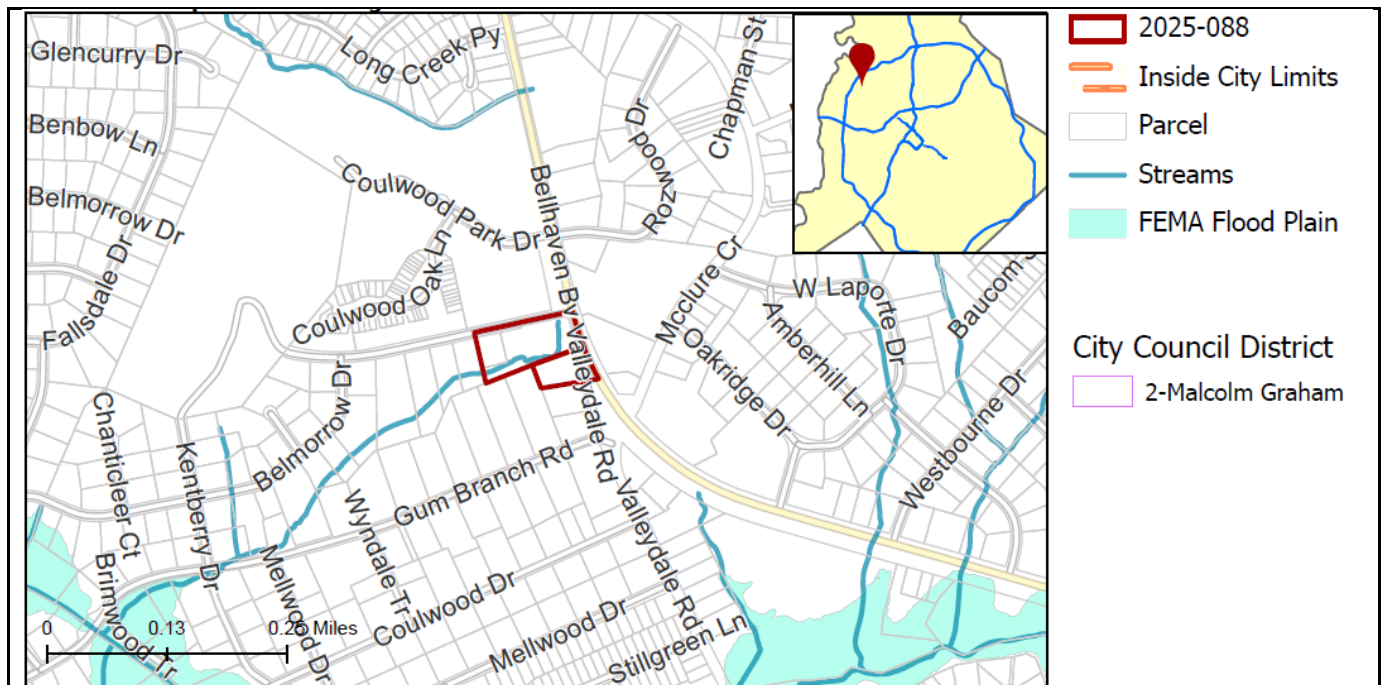 Glencurry Dr
Long Creek Py
Chapman St
Benbow Ln
Rozwood Dr
Bellhaven Bv
Coulwood Park Dr
Belmorrow Dr
Fallsdale Dr
Coulwood Oak Ln
Mcclure Cr
W Laporte Dr
Baucom
Amberhill Ln
Oakridge Dr
Valleydale Rd
Belmorrow Dr
Westbourne Dr
Chanticleer Ct
Kentberry Dr
Gum Branch Rd
Wyndale Tr
Valleydale Rd
Brimwood Tr
Mellwood Dr
Coulwood Dr
Mellwood Dr
Stillgreen Ln
0 0.13 0.25 Miles
2025-088
Inside City Limits
Parcel
Streams
FEMA Flood Plain
City Council District
2-Malcolm Graham